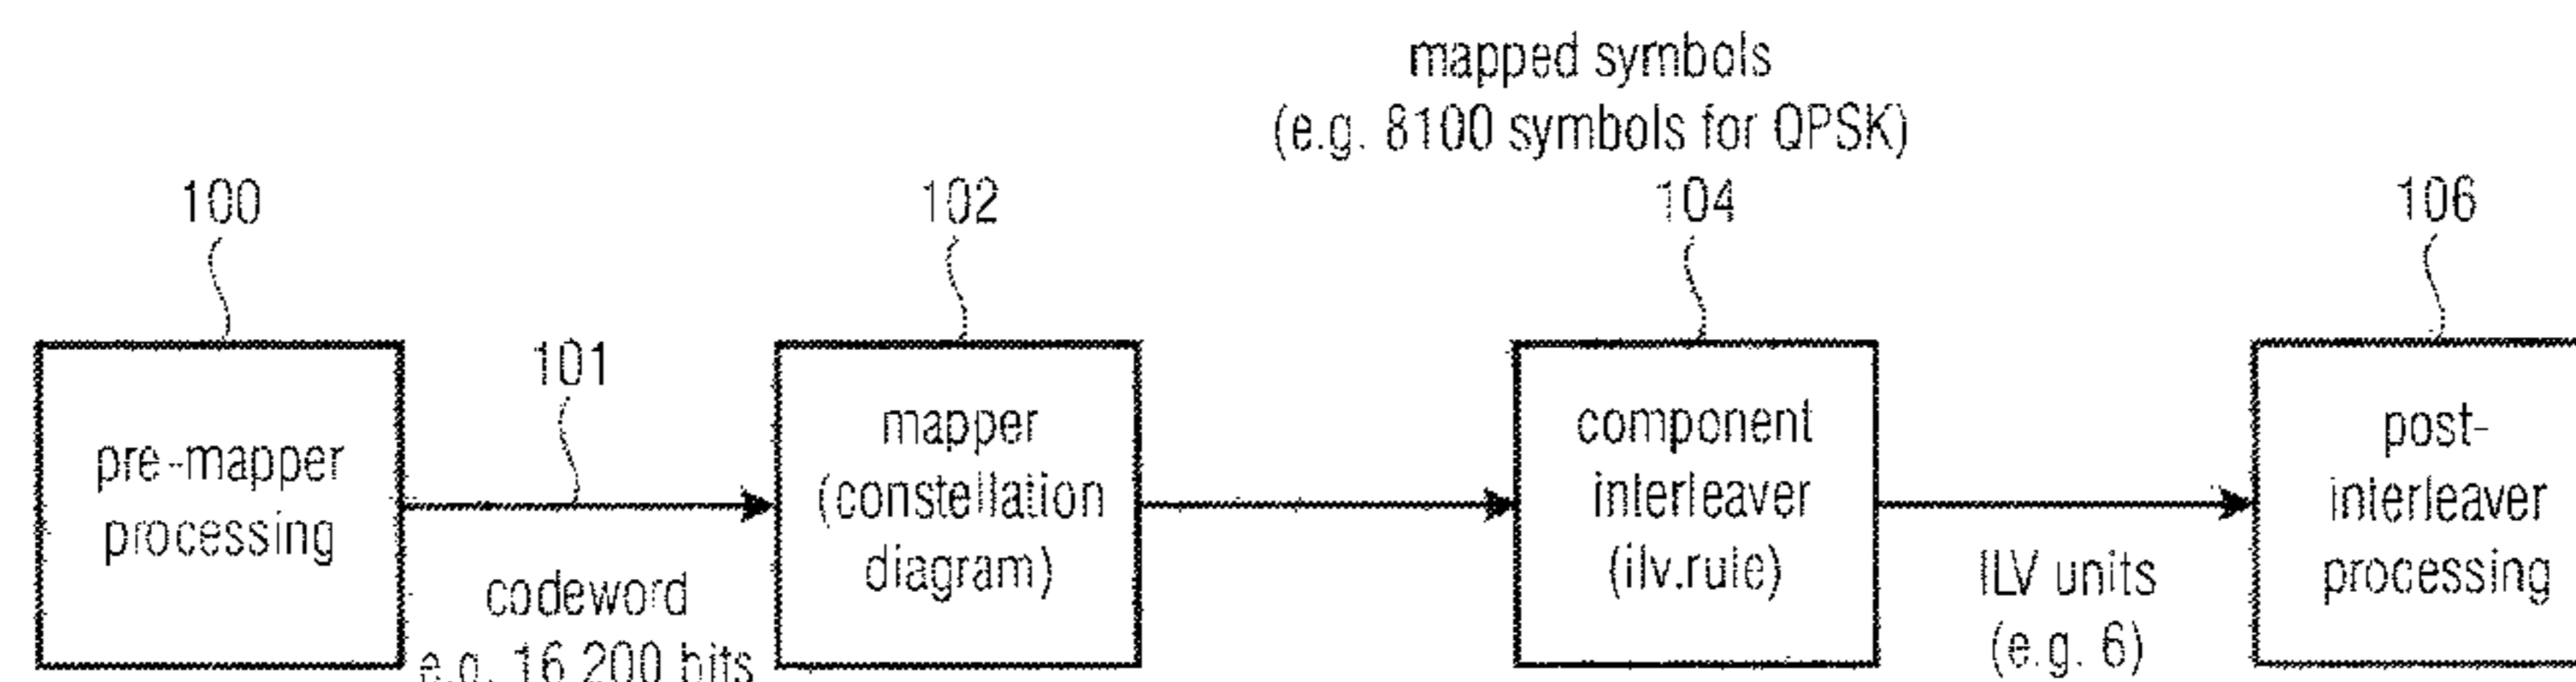 mapped symbols
(e.g. 8100 symbols for QPSK)
100
102
104
106
101
pre-mapper
processing
codeword
e.g. 16 200 bits
mapper
(constellation
diagram)
component
interleaver
(ilv.rule)
ILV units
(e.g. 6)
post-
interleaver
processing